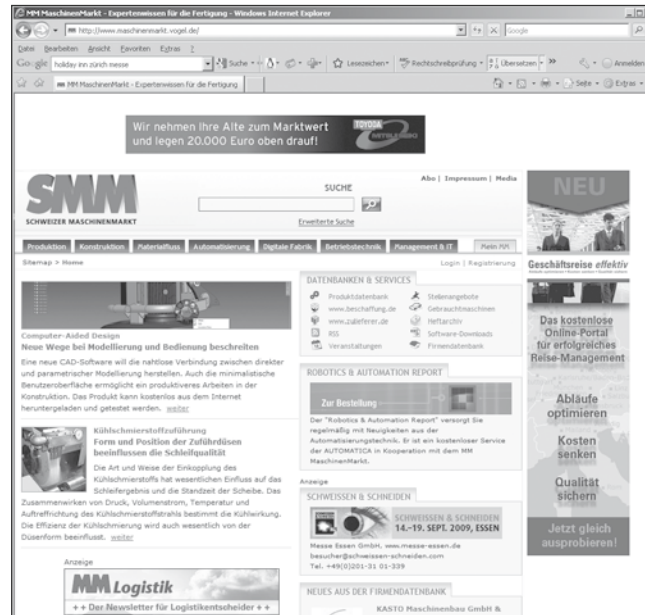 MM MaschinenMarkt - Expertenwissen für die Fertigung - Windows Internet Explorer
http://www.maschinenmarkt.vogel.de/
Google
Datei Bearbeiten Ansicht Favoriten Extras ?
Google holiday inn zürich messe Suche Lesezeichen Rechtschreibprüfung Übersetzen Anmelden
MM MaschinenMarkt - Expertenwissen für die Fertigung Seite Extras
Wir nehmen Ihre Alte zum Marktwert
und legen 20.000 Euro oben drauf!
TOYODA
MITSUI SEIKI
Abo | Impressum | Media
SMM
SCHWEIZER MASCHINENMARKT
SUCHE
Erweiterte Suche
Produktion Konstruktion Materialfluss Automatisierung Digitale Fabrik Betriebstechnik Management & IT Mein MM
Sitemap > Home
Login | Registrierung
Computer-Aided Design
Neue Wege bei Modellierung und Bedienung beschreiten
Eine neue CAD-Software will die nahtlose Verbindung zwischen direkter
und parametrischer Modellierung herstellen. Auch die minimalistische
Benutzeroberfläche ermöglicht ein produktiveres Arbeiten in der
Konstruktion. Das Produkt kann kostenlos aus dem Internet
heruntergeladen und getestet werden. weiter
Kühlschmierstoffzuführung
Form und Position der Zuführdüsen
beeinflussen die Schleifqualität
Die Art und Weise der Einkopplung des
Kühlschmierstoffs hat wesentlichen Einfluss auf das
Schleifergebnis und die Standzeit der Scheibe. Das
Zusammenwirken von Druck, Volumenstrom, Temperatur und
Auftreffrichtung des Kühlschmierstoffstrahls bestimmt die Kühlwirkung.
Die Effizienz der Kühlschmierung wird auch wesentlich von der
Düsenform beeinflusst. weiter
Anzeige
MM Logistik
++ Der Newsletter für Logistikentscheider ++
DATENBANKEN & SERVICES
Produktdatenbank Stellenangebote
www.beschaffung.de Gebrauchtmaschinen
www.zulieferer.de Heftarchiv
RSS Software-Downloads
Veranstaltungen Firmendatenbank
ROBOTICS & AUTOMATION REPORT
Zur Bestellung
Der "Robotics & Automation Report" versorgt Sie
regelmäßig mit Neuigkeiten aus der
Automatisierungstechnik. Er ist ein kostenloser Service
der AUTOMATICA in Kooperation mit dem MM
MaschinenMarkt.
Anzeige
SCHWEISSEN & SCHNEIDEN
SCHWEISSEN & SCHNEIDEN
14.–19. SEPT. 2009, ESSEN
Messe Essen GmbH, www.messe-essen.de
besucher@schweissen-schneiden.com
Tel. +49(0)201-31 01-339
NEUES AUS DER FIRMENDATENBANK
KASTO Maschinenbau GmbH &
NEU
Geschäftsreise effektiv
Das kostenlose
Online-Portal
für erfolgreiches
Reise-Management
Abläufe
optimieren
Kosten
senken
Qualität
sichern
Jetzt gleich
ausprobieren!